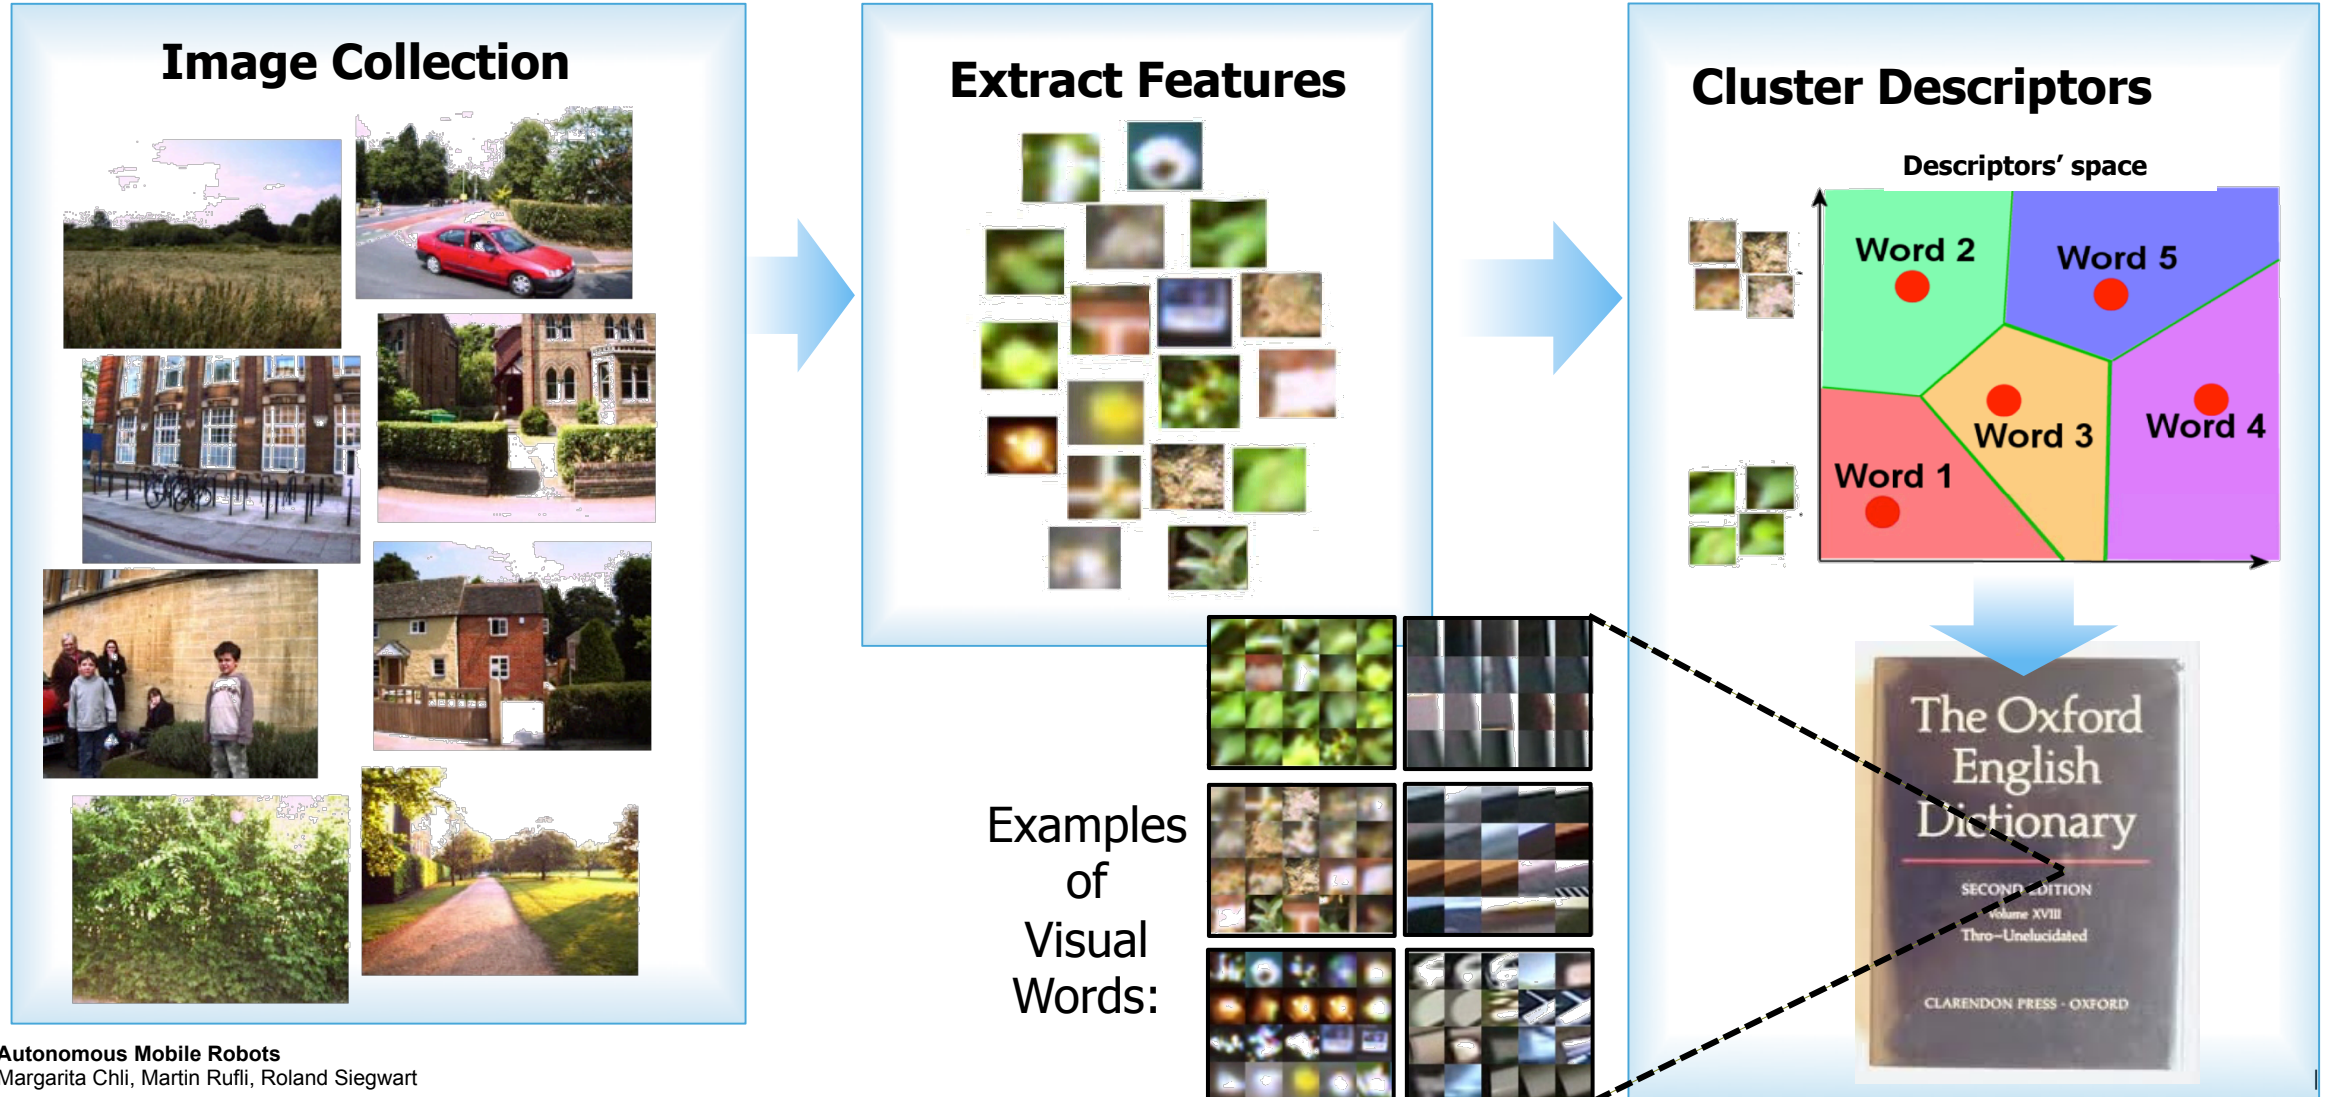 Image Collection
Extract Features
Cluster Descriptors
Descriptors’ space
Word 2
Word 5
Word 3
Word 4
Word 1
Examples
of
Visual
Words:
The Oxford
English
Dictionary
SECOND EDITION
Volume XVIII
Thro–Unelucidated
CLARENDON PRESS · OXFORD
Autonomous Mobile Robots
Margarita Chli, Martin Rufli, Roland Siegwart
|